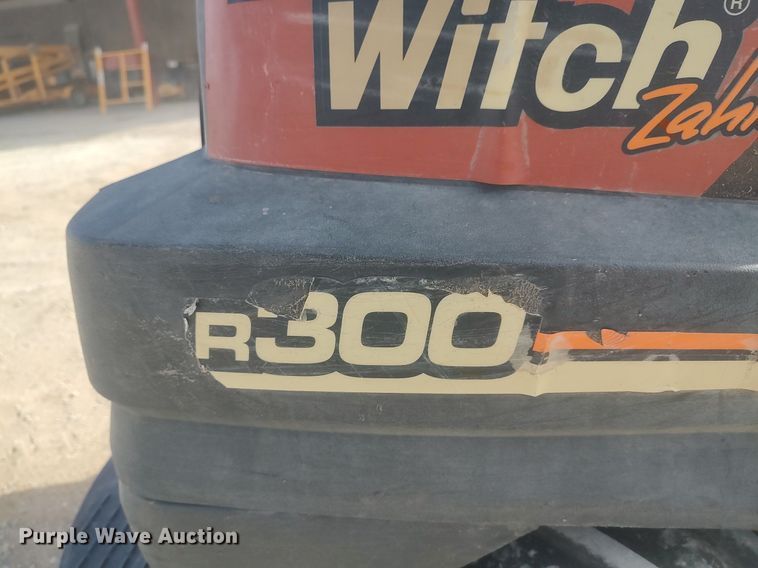 Witch®
Zah
R300
Purple Wave Auction